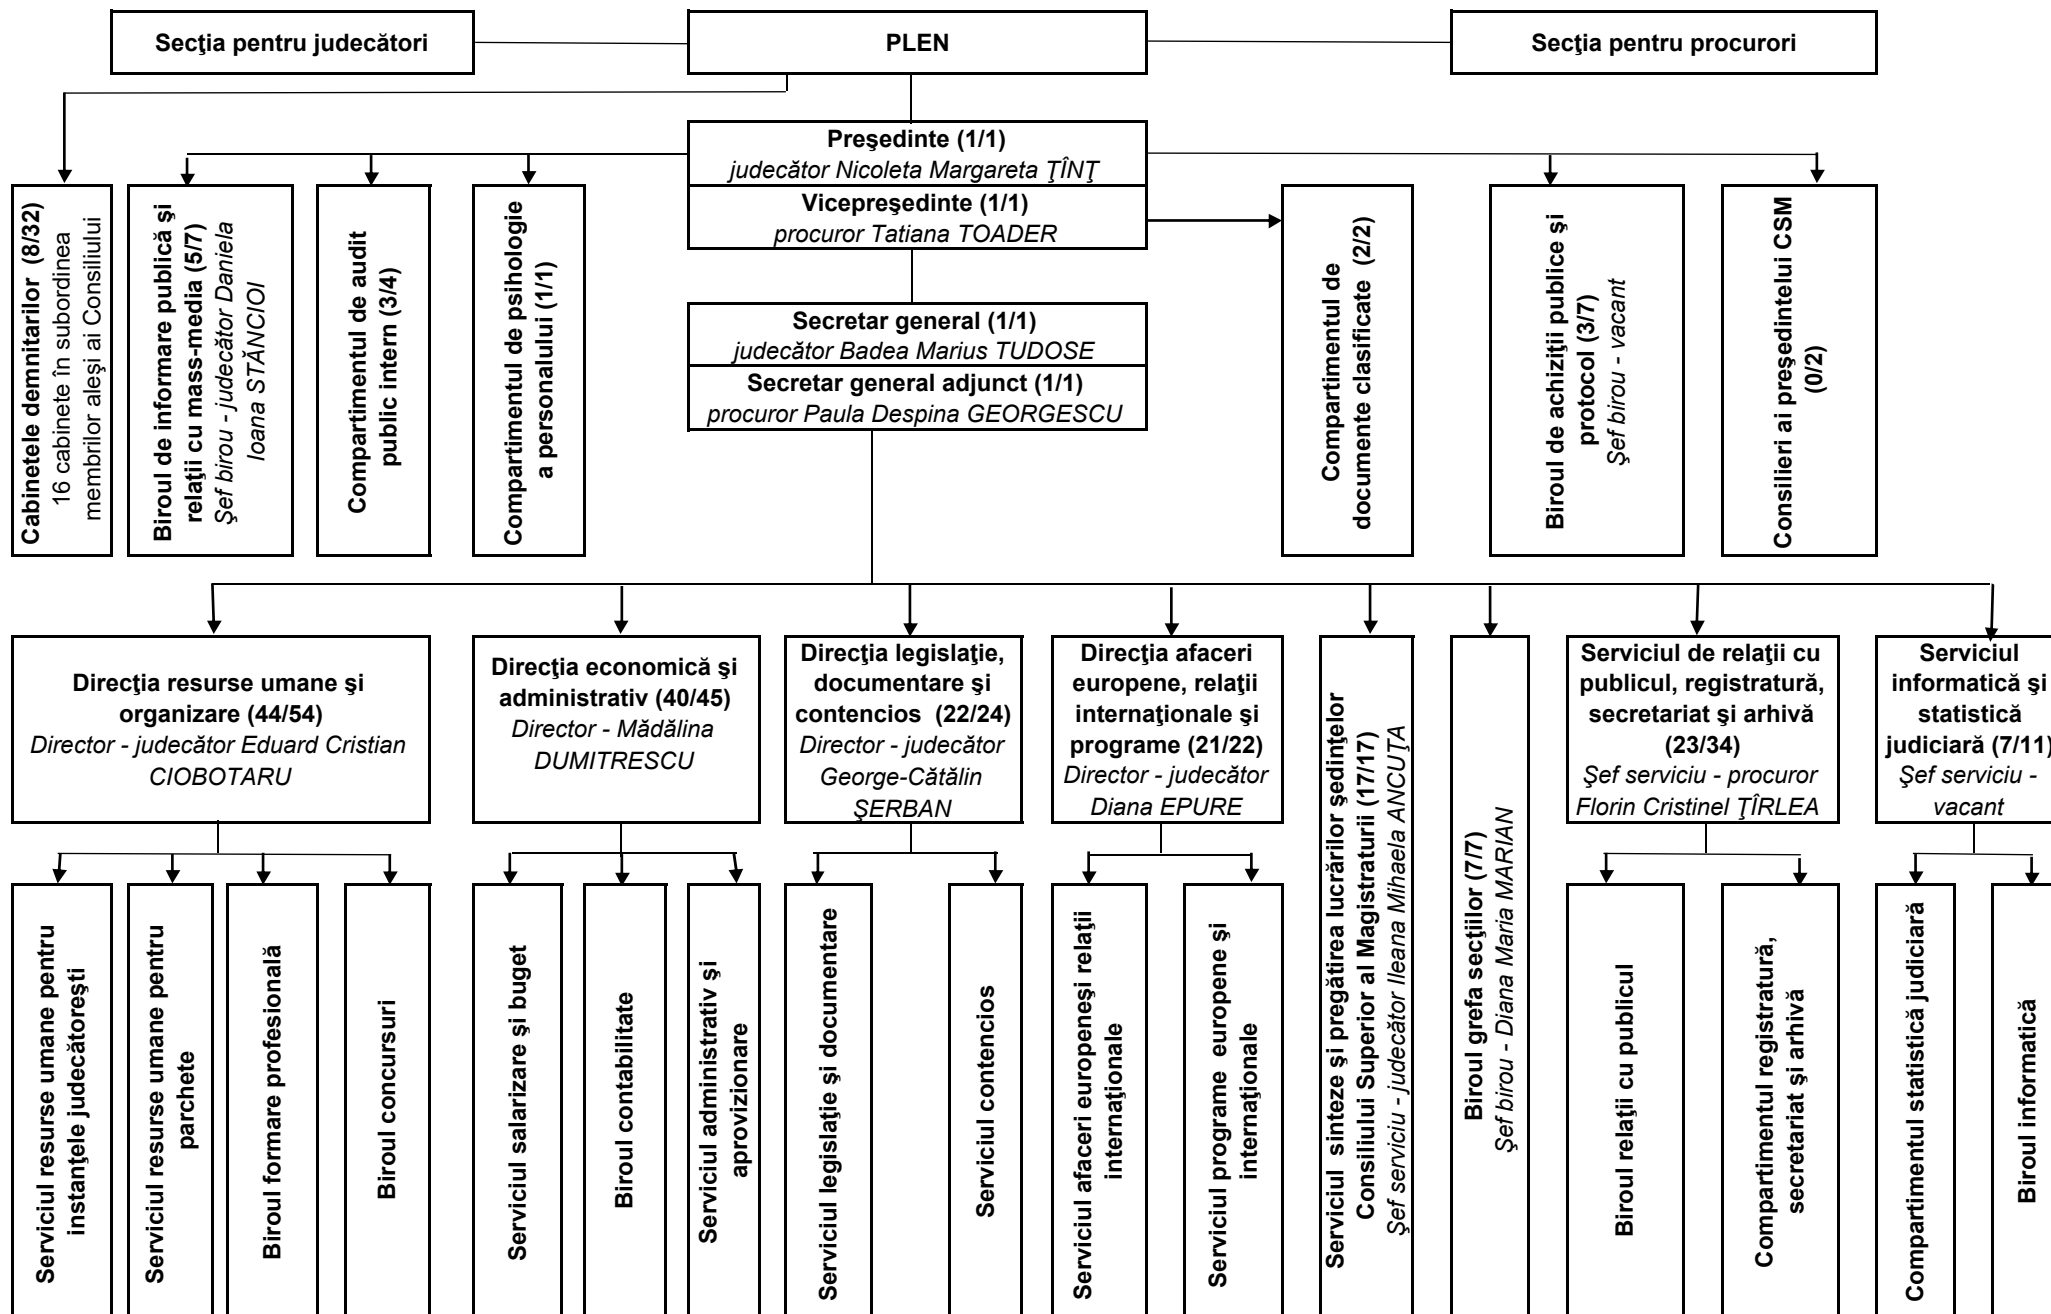 Secţia pentru judecători
PLEN
Secţia pentru procurori
Preşedinte (1/1)
judecător Nicoleta Margareta ŢÎNŢ
Vicepreşedinte (1/1)
procuror Tatiana TOADER
Cabinetele demnitarilor (8/32)
16 cabinete în subordinea
membrilor aleşi ai Consiliului
Biroul de informare publică şi
relaţii cu mass-media (5/7)
Şef birou - judecător Daniela
Ioana STĂNCIOI
Compartimentul de audit
public intern (3/4)
Compartimentul de psihologie
a personalului (1/1)
Compartimentul de
documente clasificate (2/2)
Biroul de achiziţii publice şi
protocol (3/7)
Şef birou - vacant
Consilieri ai preşedintelui CSM
(0/2)
Secretar general (1/1)
judecător Badea Marius TUDOSE
Secretar general adjunct (1/1)
procuror Paula Despina GEORGESCU
Direcţia resurse umane şi
organizare (44/54)
Director - judecător Eduard Cristian
CIOBOTARU
Direcţia economică şi
administrativ (40/45)
Director - Mădălina
DUMITRESCU
Direcţia legislaţie,
documentare şi
contencios (22/24)
Director - judecător
George-Cătălin
ŞERBAN
Direcţia afaceri
europene, relaţii
internaţionale şi
programe (21/22)
Director - judecător
Diana EPURE
Serviciul sinteze şi pregătirea lucrărilor şedinţelor
Consiliului Superior al Magistraturii (17/17)
Şef serviciu - judecător Ileana Mihaela ANCUŢA
Biroul grefa secţiilor (7/7)
Şef birou - Diana Maria MARIAN
Serviciul de relaţii cu
publicul, registratură,
secretariat şi arhivă
(23/34)
Şef serviciu - procuror
Florin Cristinel ŢÎRLEA
Serviciul
informatică şi
statistică
judiciară (7/11)
Şef serviciu -
vacant
Serviciul resurse umane pentru
instanţele judecătoreşti
Serviciul resurse umane pentru
parchete
Biroul formare profesională
Biroul concursuri
Serviciul salarizare şi buget
Biroul contabilitate
Serviciul administrativ şi
aprovizionare
Serviciul legislaţie şi documentare
Serviciul contencios
Serviciul afaceri europeneşi relaţii
internaţionale
Serviciul programe europene şi
internaţionale
Biroul relaţii cu publicul
Compartimentul registratură,
secretariat şi arhivă
Compartimentul statistică judiciară
Biroul informatică